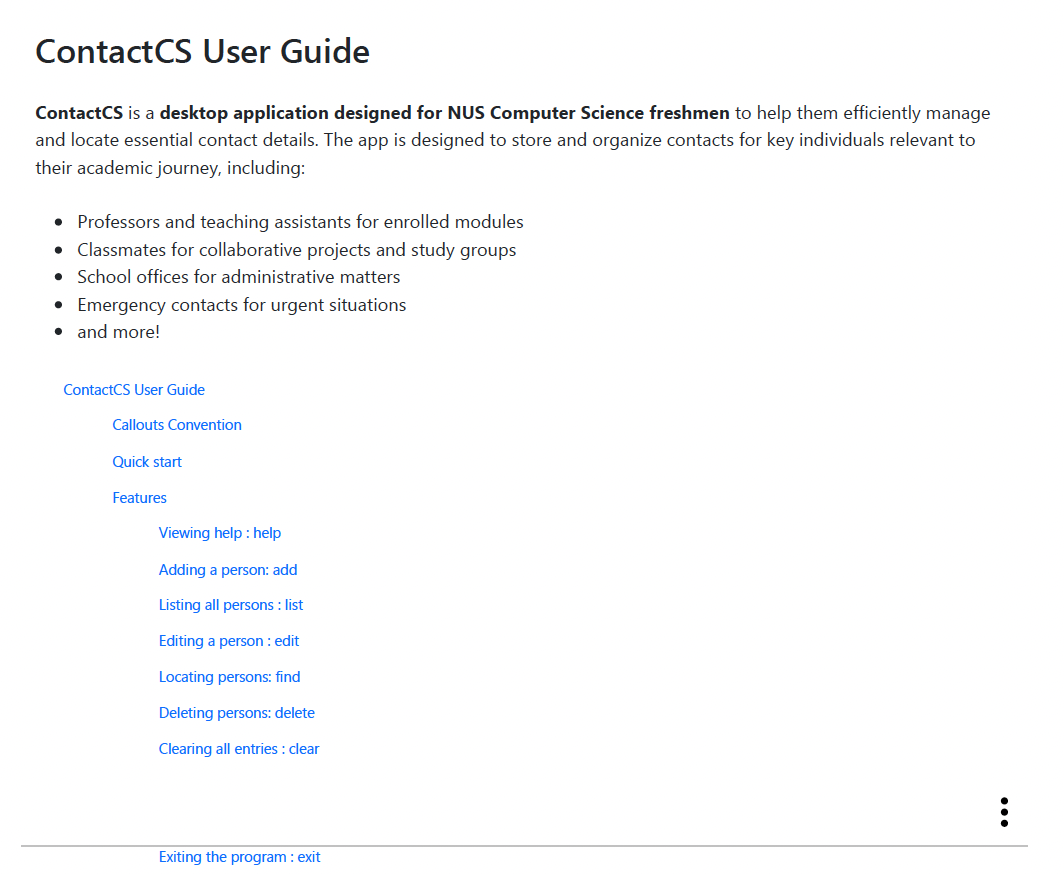 ContactCS User Guide
ContactCS is a desktop application designed for NUS Computer Science freshmen to help them efficiently manage
and locate essential contact details. The app is designed to store and organize contacts for key individuals relevant to
their academic journey, including:
Professors and teaching assistants for enrolled modules
Classmates for collaborative projects and study groups
School offices for administrative matters
Emergency contacts for urgent situations
and more!
ContactCS User Guide
Callouts Convention
Quick start
Features
Viewing help : help
Adding a person: add
Listing all persons : list
Editing a person : edit
Locating persons: find
Deleting persons: delete
Clearing all entries : clear
Exiting the program : exit